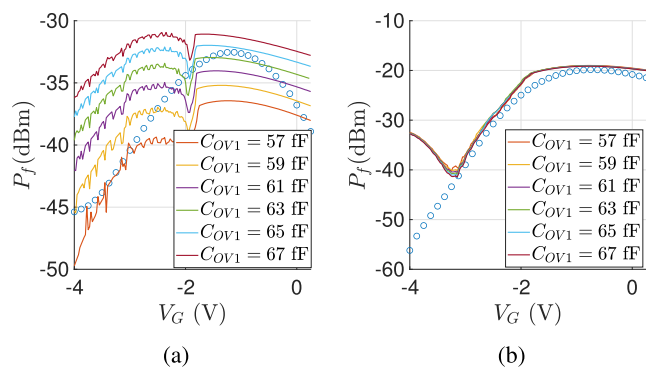 -30
-35
-40
-45
-50
P_f (dBm)
C_OV1 = 57 fF
C_OV1 = 59 fF
C_OV1 = 61 fF
C_OV1 = 63 fF
C_OV1 = 65 fF
C_OV1 = 67 fF
-4 -2 0
V_G (V)
(a)
-10
-20
-30
-40
-50
-60
P_f (dBm)
C_OV1 = 57 fF
C_OV1 = 59 fF
C_OV1 = 61 fF
C_OV1 = 63 fF
C_OV1 = 65 fF
C_OV1 = 67 fF
-4 -2 0
V_G (V)
(b)